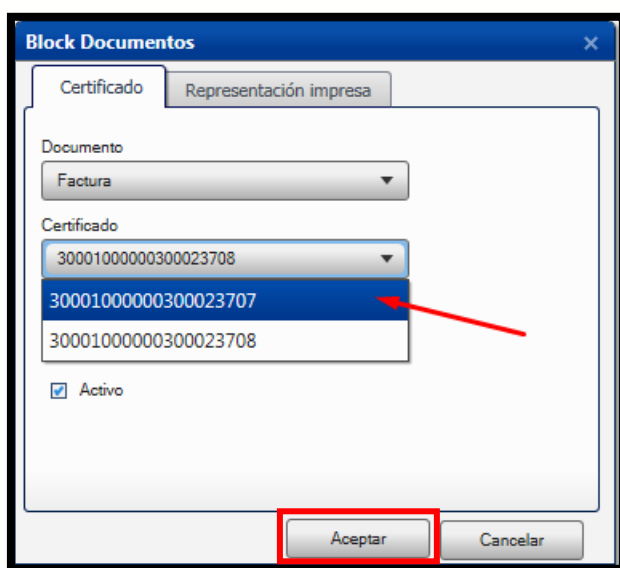 Block Documentos
Certificado Representación impresa
Documento
Factura
Certificado
30001000000300023708
30001000000300023707
30001000000300023708
Activo
Aceptar Cancelar